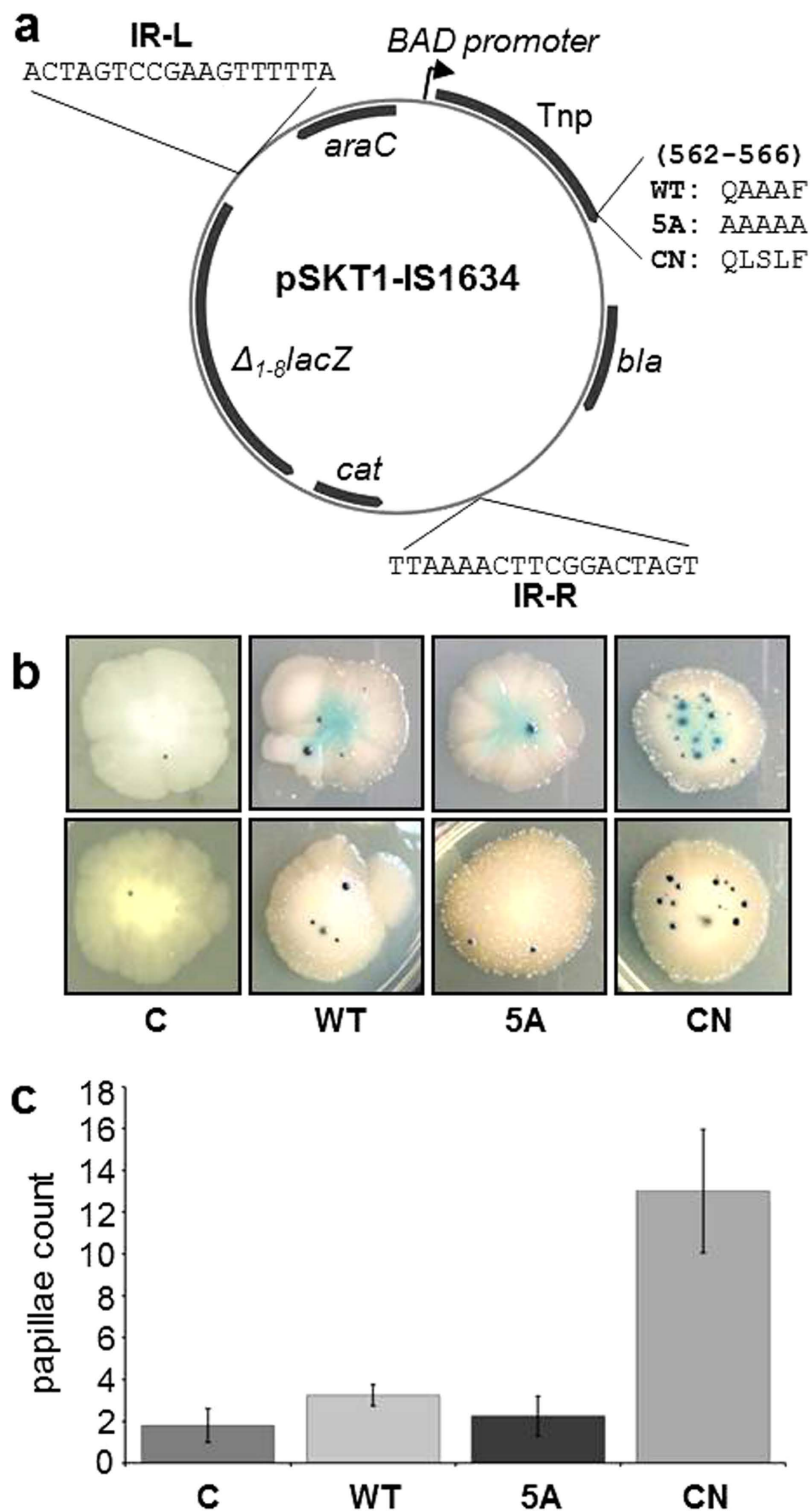 a
IR-L
ACTAGTCCGAAGTTTTTA
BAD promoter
Tnp
araC
(562-566)
WT: QAAAF
5A: AAAAA
CN: QLSLF
pSKT1-IS1634
Δ1-8lacZ
bla
cat
TTAAAACTTCGGACTAGT
IR-R
b
C WT 5A CN
c
papillae count
18
16
14
12
10
8
6
4
2
0
C WT 5A CN